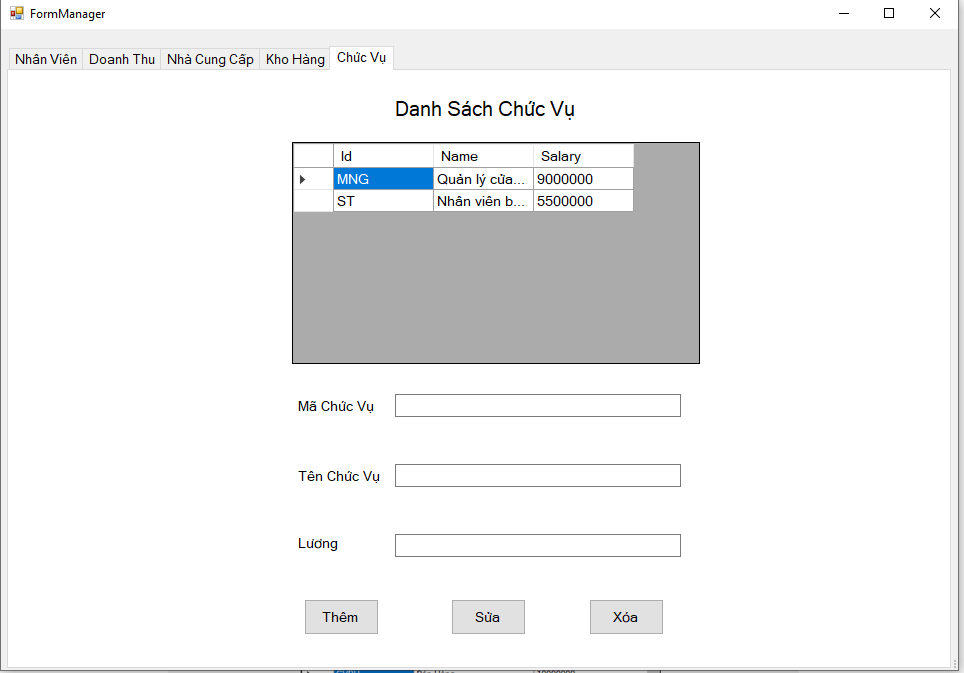 FormManager
Nhân Viên Doanh Thu Nhà Cung Cấp Kho Hàng Chức Vụ
Danh Sách Chức Vụ
Id Name Salary
MNG Quản lý cửa... 9000000
ST Nhân viên b... 5500000
Mã Chức Vụ
Tên Chức Vụ
Lương
Thêm Sửa Xóa